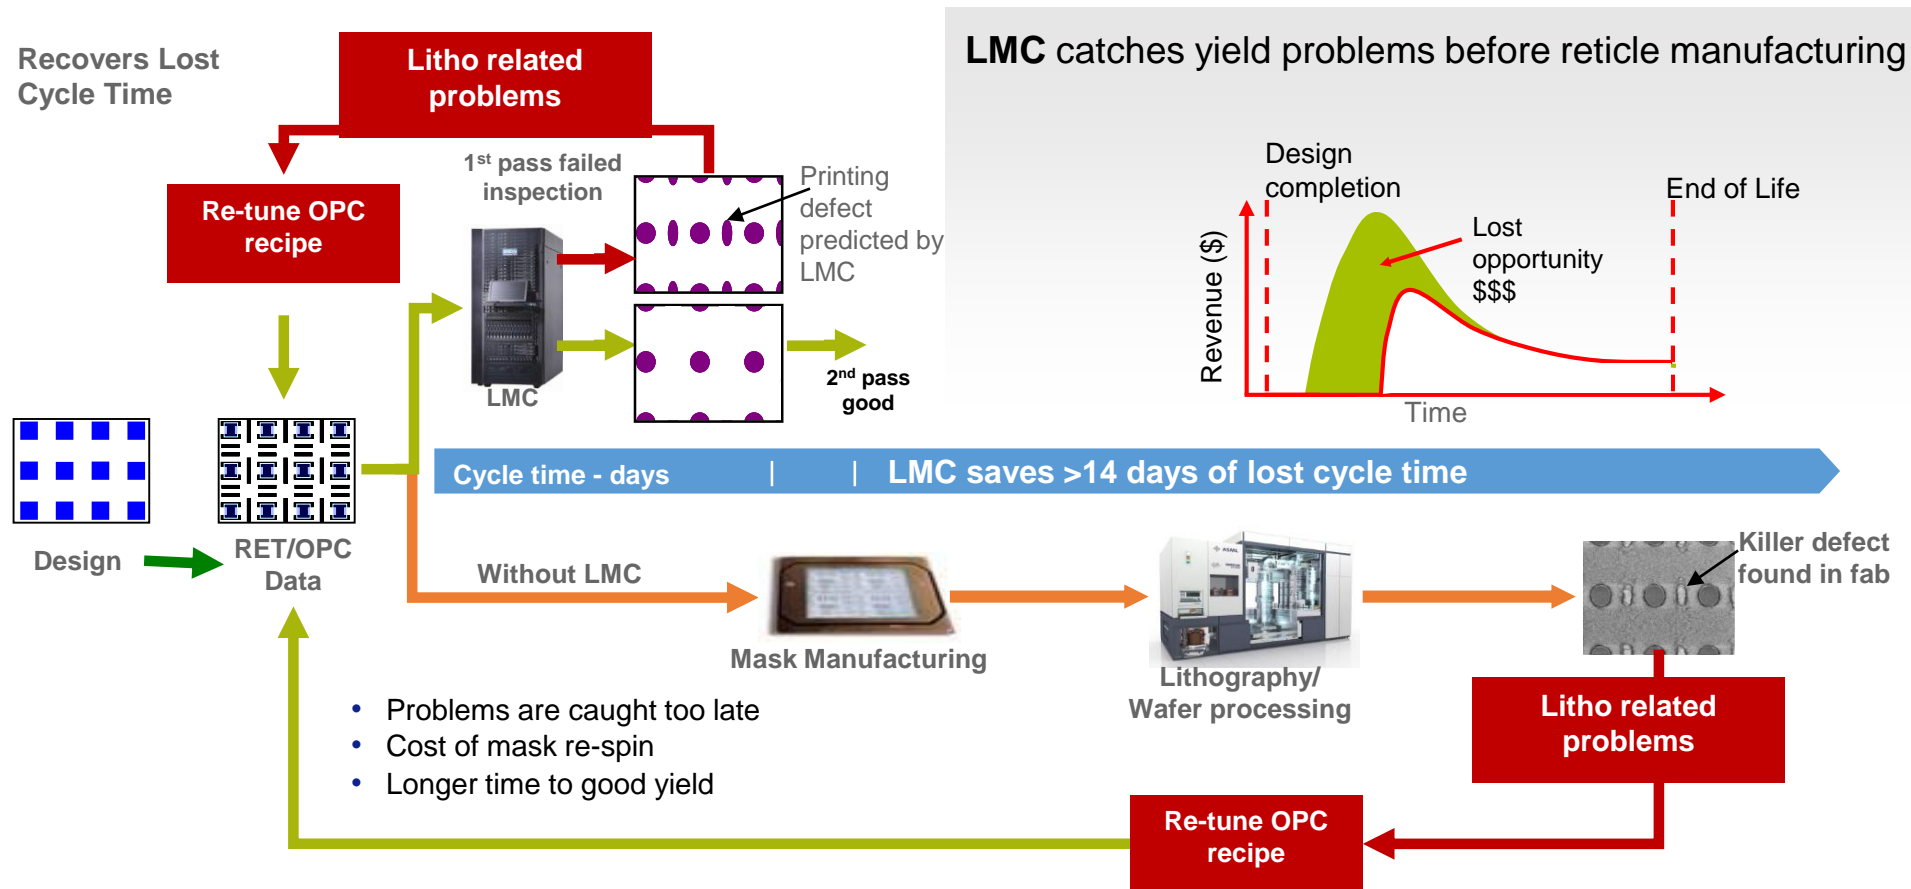 Recovers Lost
Cycle Time
Litho related
problems
Re-tune OPC
recipe
1st pass failed
inspection
Printing
defect
predicted by
LMC
LMC
2nd pass
good
LMC catches yield problems before reticle manufacturing
Design
completion
End of Life
Lost
opportunity
$$$
Revenue ($)
Time
Cycle time - days | | LMC saves >14 days of lost cycle time
Design
RET/OPC
Data
Without LMC
Mask Manufacturing
ASML
Lithography/
Wafer processing
Killer defect
found in fab
Litho related
problems
Re-tune OPC
recipe
• Problems are caught too late
• Cost of mask re-spin
• Longer time to good yield